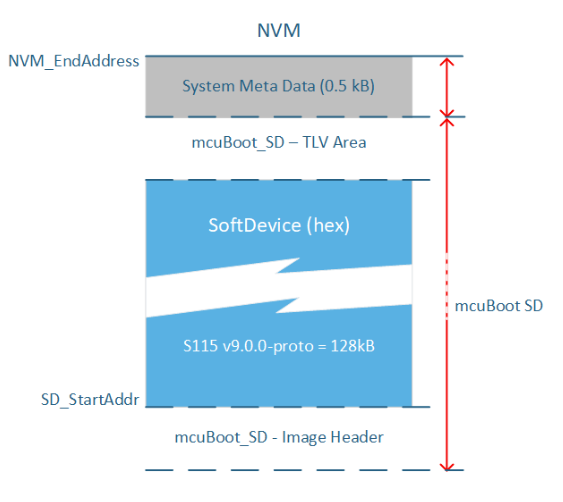 NVM
NVM_EndAddress
System Meta Data (0.5 kB)
mcuBoot_SD – TLV Area
SoftDevice (hex)
mcuBoot SD
S115 v9.0.0-proto = 128kB
SD_StartAddr
mcuBoot_SD - Image Header